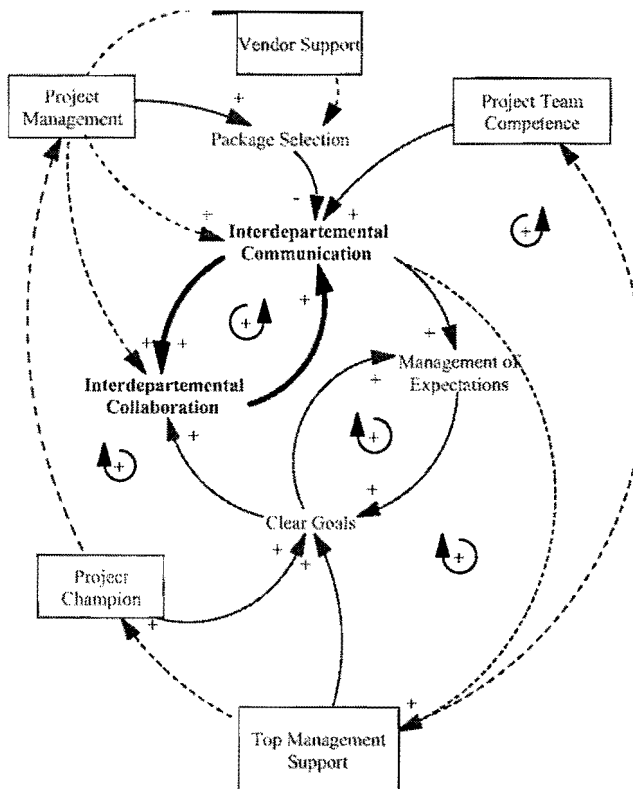 Vendor Support
Project
Management
+
Package Selection
Project Team
Competence
-
+
+
Interdepartemental
Communication
+
+
+
+
+
+
Management of
Expectations
Interdepartemental
Collaboration
+
+
+
+
+
+
Clear Goals
+
+
+
Project
Champion
+
+
Top Management
Support